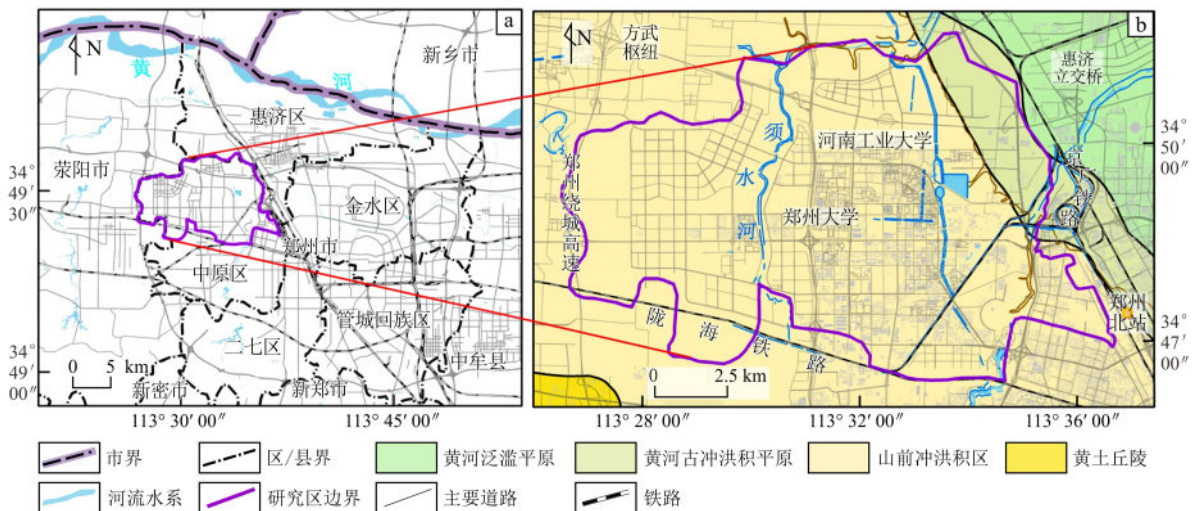 a
N
新乡市
黄
河
惠济区
荥阳市
金水区
郑州市
中原区
管城回族区
二七区
中牟县
新密市
新郑市
0 5 km
34°
49′
30″
34°
49′
00″
113° 30′ 00″
113° 45′ 00″
b
N
方武
枢纽
惠济
立交桥
须
水
河
河南工业大学
郑州大学
郑州绕城高速
京广铁路
陇海铁路
郑州
北站
0 2.5 km
34°
50′
00″
34°
47′
00″
113° 28′ 00″
113° 32′ 00″
113° 36′ 00″
市界
区/县界
黄河泛滥平原
黄河古冲洪积平原
山前冲洪积区
黄土丘陵
河流水系
研究区边界
主要道路
铁路